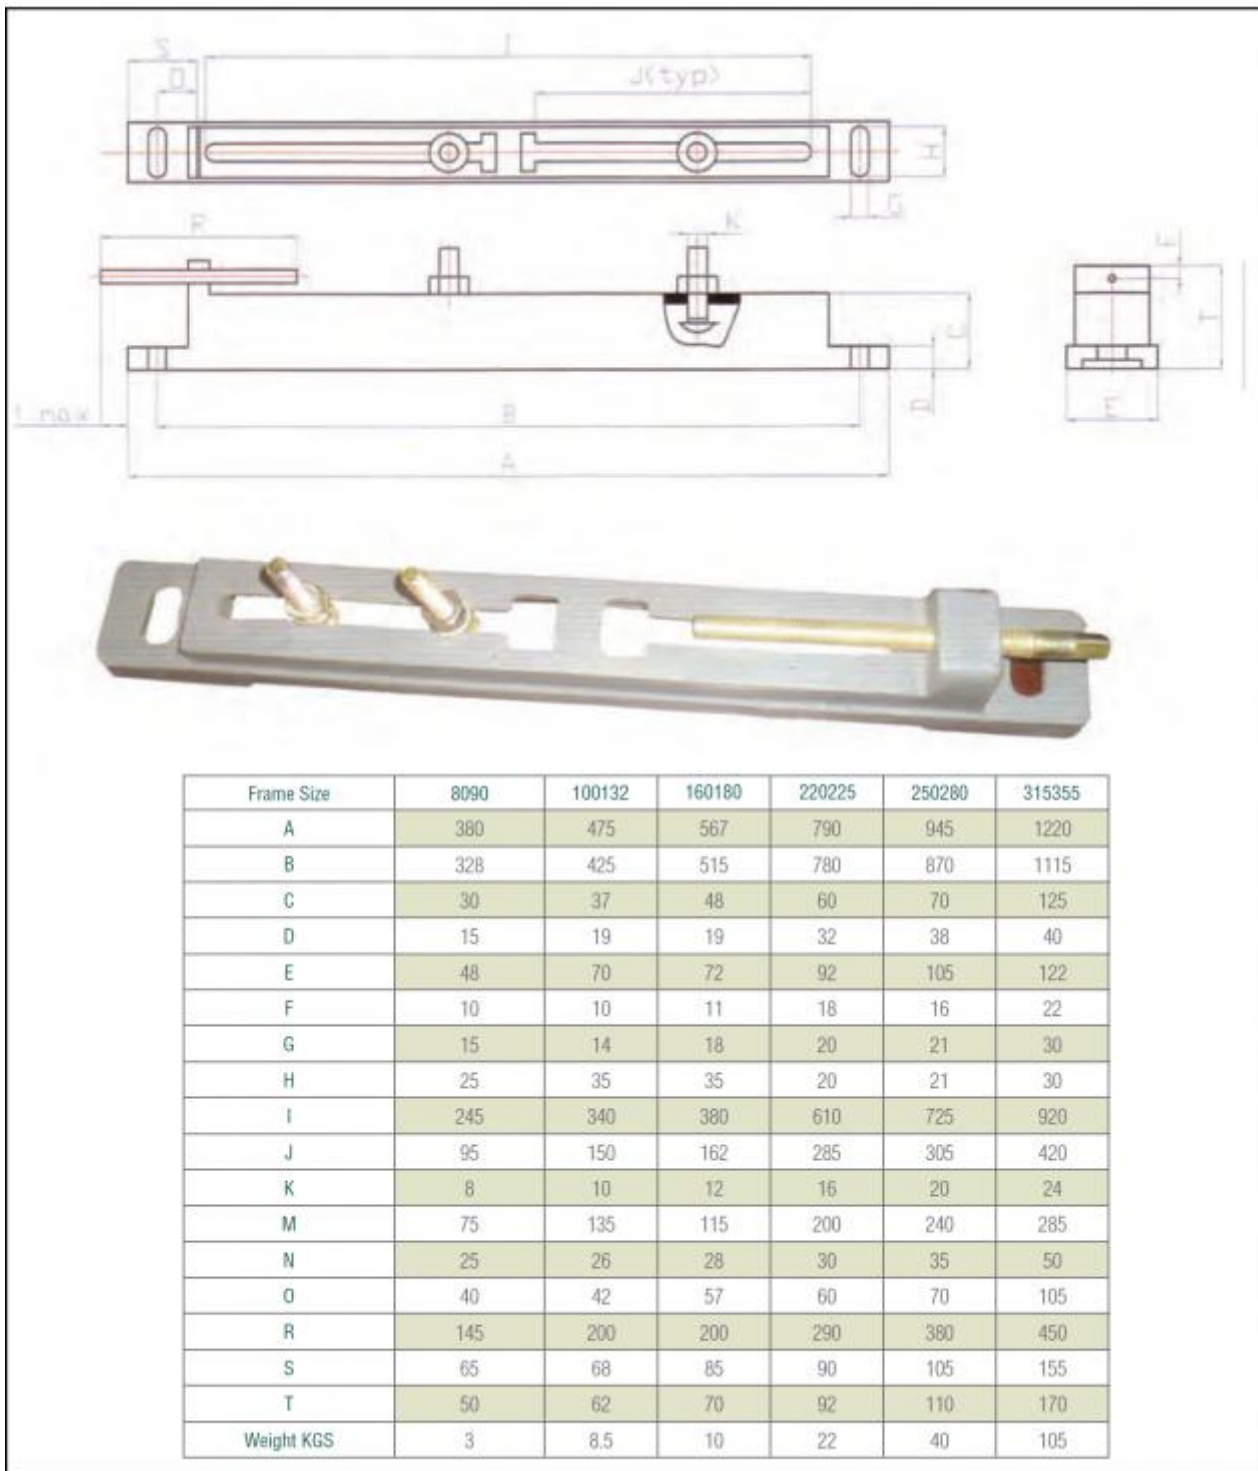 S
I
O
J(typ)
H
G
R
K
F
C
T
D
E
1 max
B
A
Frame Size 8090 100132 160180 220225 250280 315355
A 380 475 567 790 945 1220
B 328 425 515 780 870 1115
C 30 37 48 60 70 125
D 15 19 19 32 38 40
E 48 70 72 92 105 122
F 10 10 11 18 16 22
G 15 14 18 20 21 30
H 25 35 35 20 21 30
I 245 340 380 610 725 920
J 95 150 162 285 305 420
K 8 10 12 16 20 24
M 75 135 115 200 240 285
N 25 26 28 30 35 50
O 40 42 57 60 70 105
R 145 200 200 290 380 450
S 65 68 85 90 105 155
T 50 62 70 92 110 170
Weight KGS 3 8.5 10 22 40 105